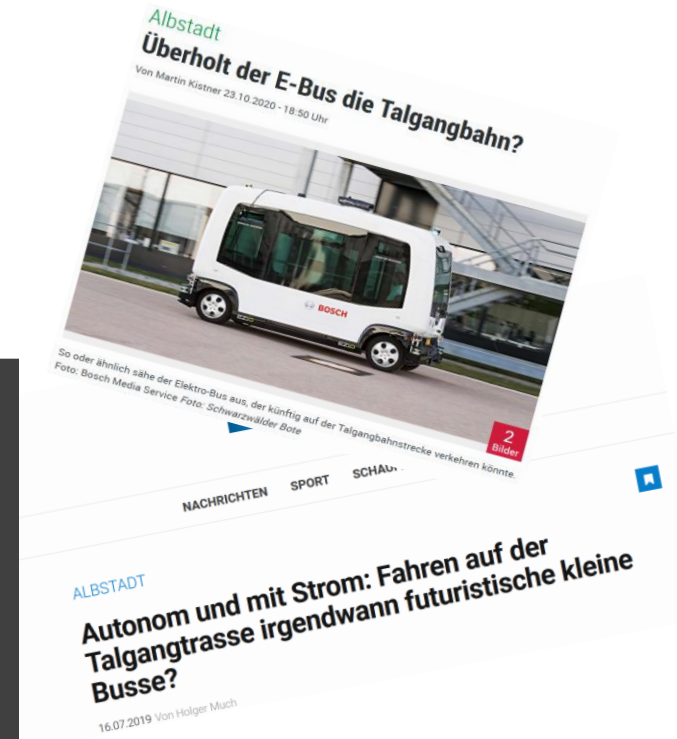 Albstadt
Überholt der E-Bus die Talgangbahn?
Von Martin Kistner 23.10.2020 - 18:50 Uhr
BOSCH
So oder ähnlich sähe der Elektro-Bus aus, der künftig auf der Talgangbahnstrecke verkehren könnte.
Foto: Bosch Media Service Foto: Schwarzwälder Bote
2
Bilder
NACHRICHTEN SPORT
ALBSTADT
Autonom und mit Strom: Fahren auf der
Talgangtrasse irgendwann futuristische kleine
Busse?
16.07.2019 Von Holger Much